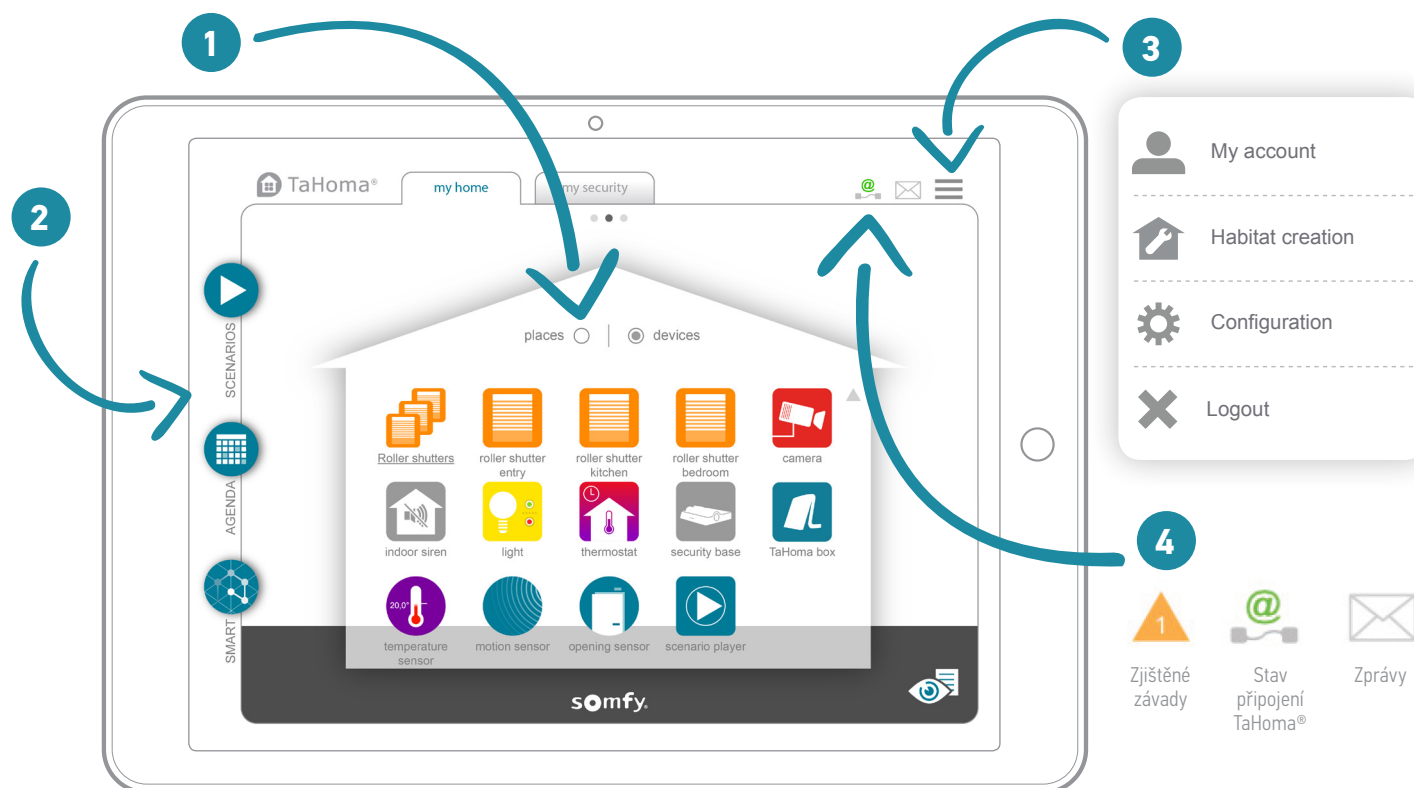 1
3
My account
TaHoma®
my home
my security
@
2
Habitat creation
SCENARIOS
places
devices
Configuration
Roller shutters
roller shutter
entry
roller shutter
kitchen
roller shutter
bedroom
camera
Logout
AGENDA
indoor siren
light
thermostat
security base
TaHoma box
4
SMART
20,0°
temperature
sensor
motion sensor
opening sensor
scenario player
somfy.
1
@
Zjištěné
závady
Stav
připojení
TaHoma®
Zprávy